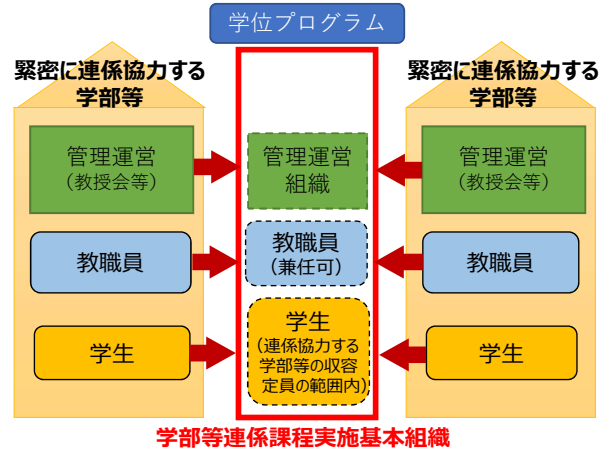 学位プログラム
緊密に連係協力する
学部等
管理運営
（教授会等）
教職員
学生
管理運営
組織
教職員
（兼任可）
学生
（連係協力する
学部等の収容
定員の範囲内）
緊密に連係協力する
学部等
管理運営
（教授会等）
教職員
学生
学部等連係課程実施基本組織